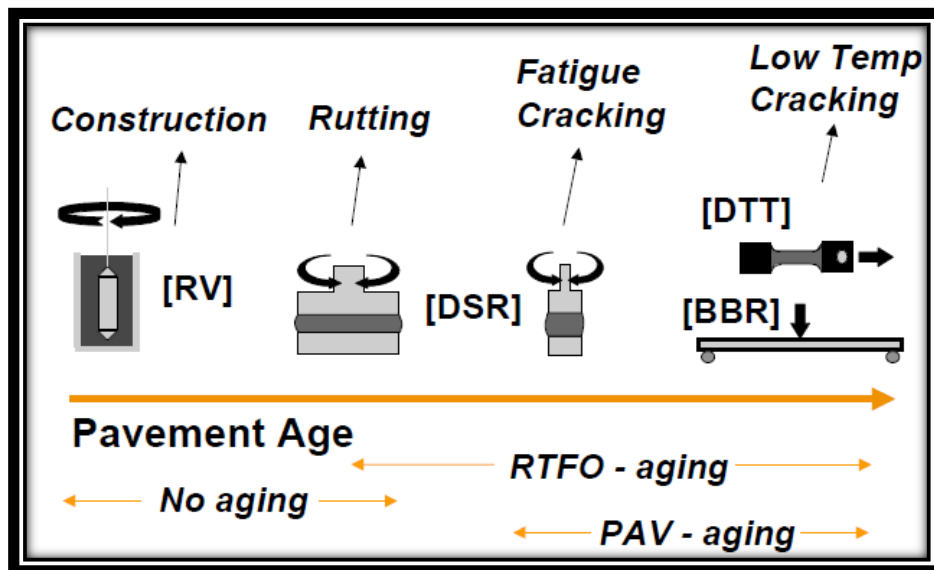 Construction
Rutting
Fatigue
Cracking
Low Temp
Cracking
[RV]
[DSR]
[DTT]
[BBR]
Pavement Age
RTFO - aging
No aging
PAV - aging